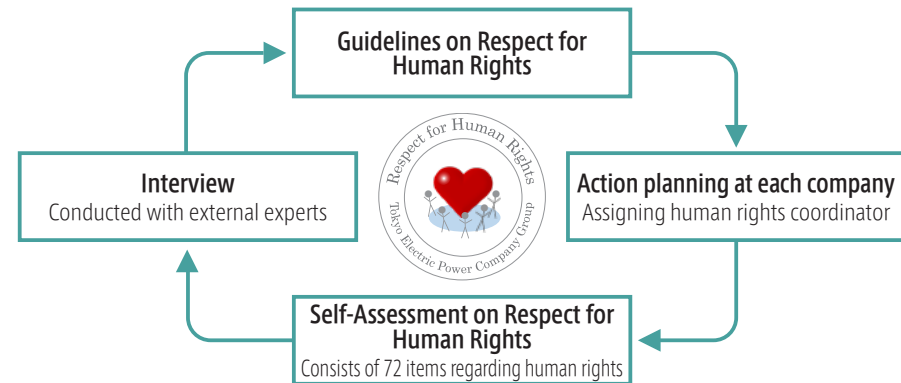 Guidelines on Respect for
Human Rights
Respect for Human Rights
Tokyo Electric Power Company Group
Interview
Conducted with external experts
Action planning at each company
Assigning human rights coordinator
Self-Assessment on Respect for
Human Rights
Consists of 72 items regarding human rights